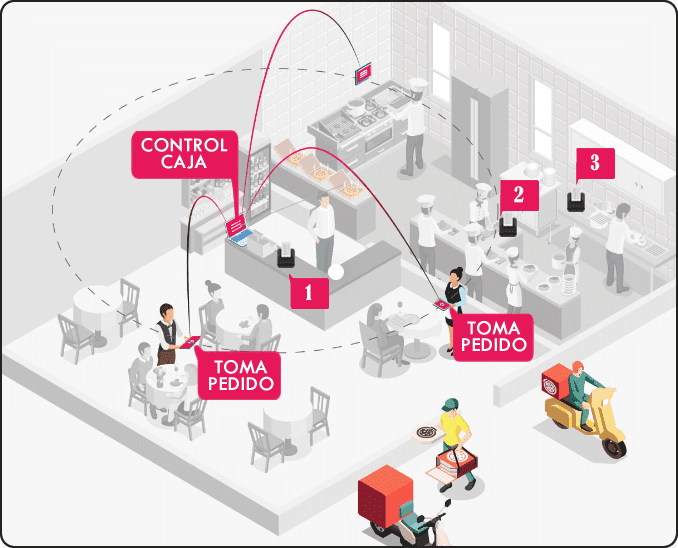 CONTROL
CAJA
3
2
1
TOMA
PEDIDO
TOMA
PEDIDO